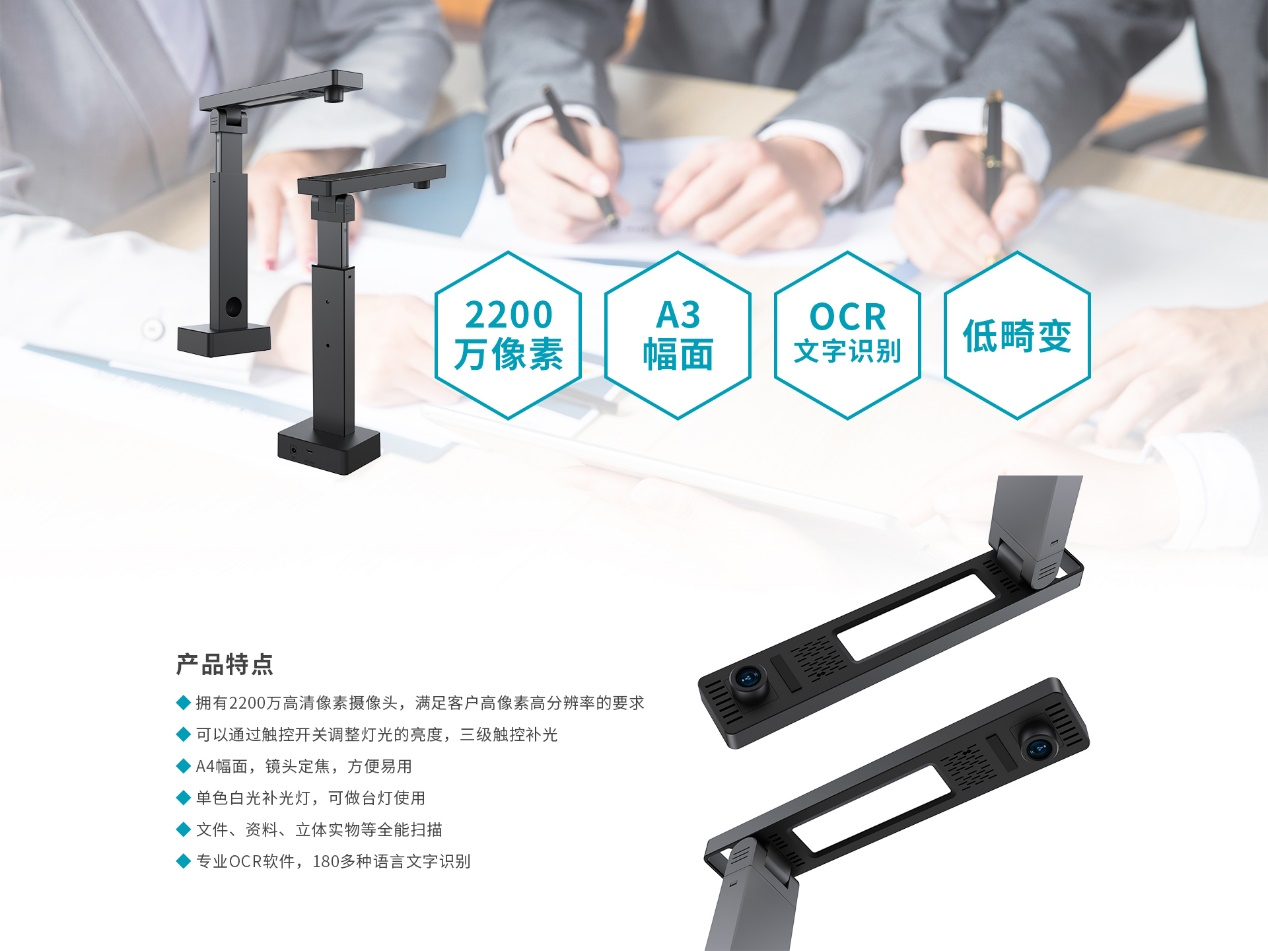 2200
万像素
A3
幅面
OCR
文字识别
低畸变
产品特点
◆ 拥有2200万高清像素摄像头，满足客户高像素高分辨率的要求
◆ 可以通过触控开关调整灯光的亮度，三级触控补光
◆ A4幅面，镜头定焦，方便易用
◆ 单色白光补光灯，可做台灯使用
◆ 文件、资料、立体实物等全能扫描
◆ 专业OCR软件，180多种语言文字识别